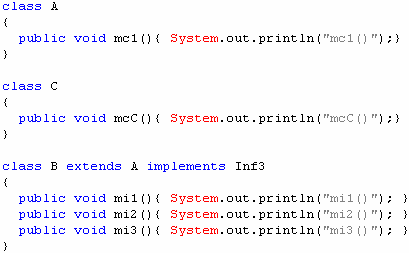 class A
{
  public void mc1(){ System.out.println("mc1()");}
}

class C
{
  public void mcC(){ System.out.println("mcC()");}
}

class B extends A implements Inf3
{
  public void mi1(){ System.out.println("mi1()"); }
  public void mi2(){ System.out.println("mi2()"); }
  public void mi3(){ System.out.println("mi3()"); }
}